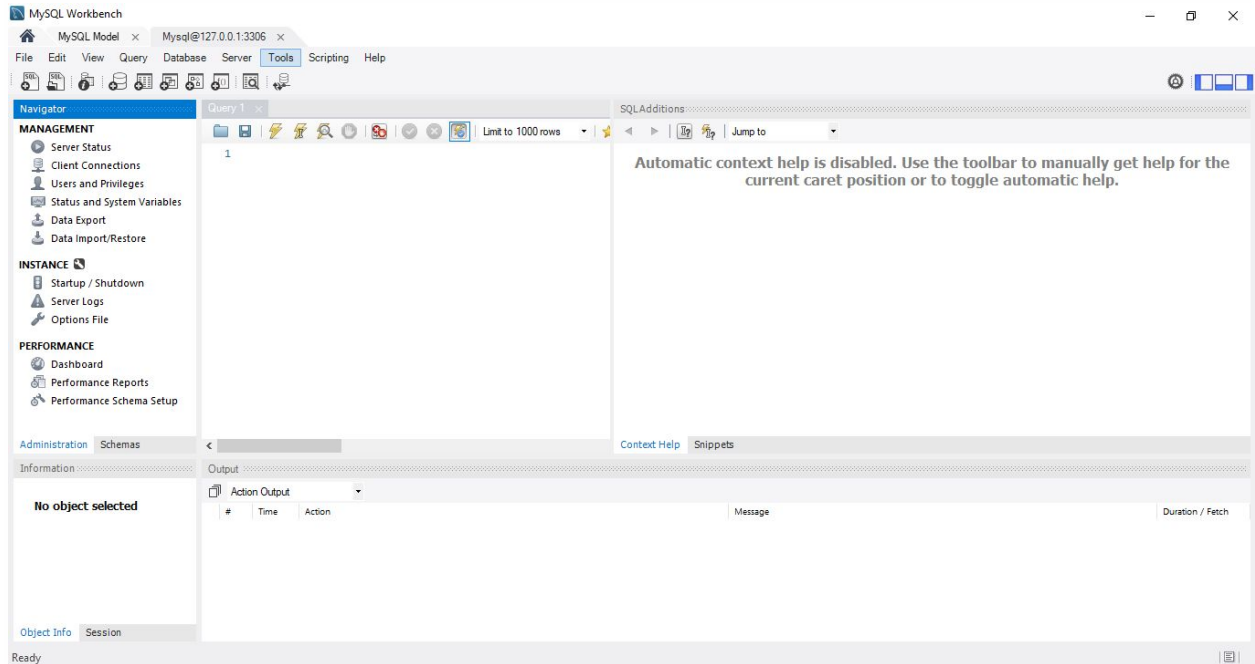 MySQL Workbench
MySQL Model × Mysql@127.0.0.1:3306 ×
File Edit View Query Database Server Tools Scripting Help
Navigator
MANAGEMENT
Server Status
Client Connections
Users and Privileges
Status and System Variables
Data Export
Data Import/Restore
INSTANCE
Startup / Shutdown
Server Logs
Options File
PERFORMANCE
Dashboard
Performance Reports
Performance Schema Setup
Administration Schemas
Query 1 ×
Limit to 1000 rows
1
SQLAdditions
Jump to
Automatic context help is disabled. Use the toolbar to manually get help for the
current caret position or to toggle automatic help.
Context Help Snippets
Information
No object selected
Object Info Session
Output
Action Output
# Time Action Message Duration / Fetch
Ready